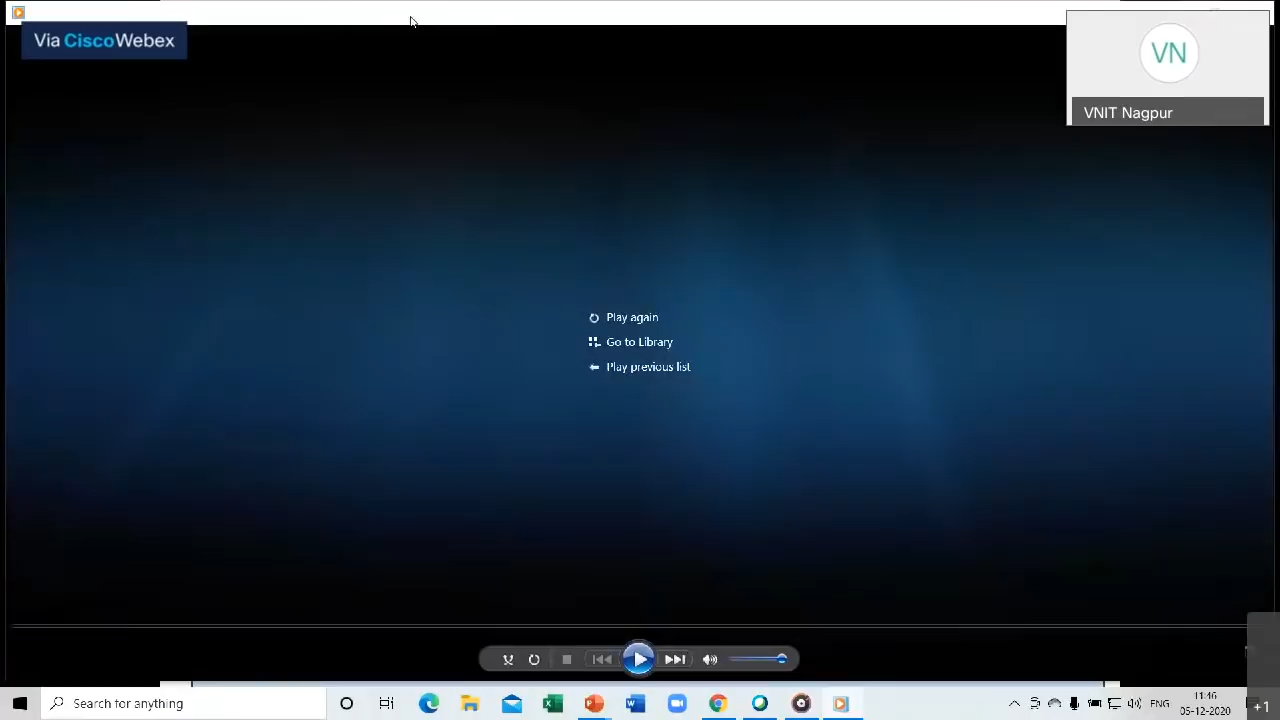 Via CiscoWebex
VN
VNIT Nagpur
Play again
Go to Library
Play previous list
Search for anything
ENG
11:46
05-12-2020
+1